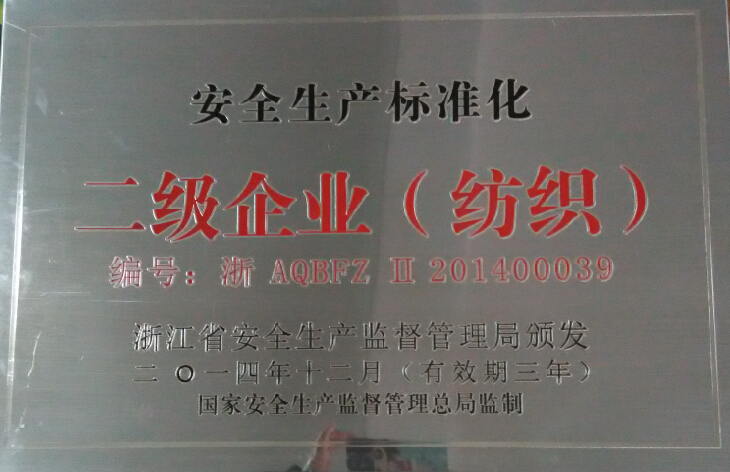 安全生产标准化
二级企业（纺织）
编号：浙 AQBFZ Ⅱ 201400039
浙江省安全生产监督管理局颁发
二〇一四年十二月（有效期三年）
国家安全生产监督管理总局监制